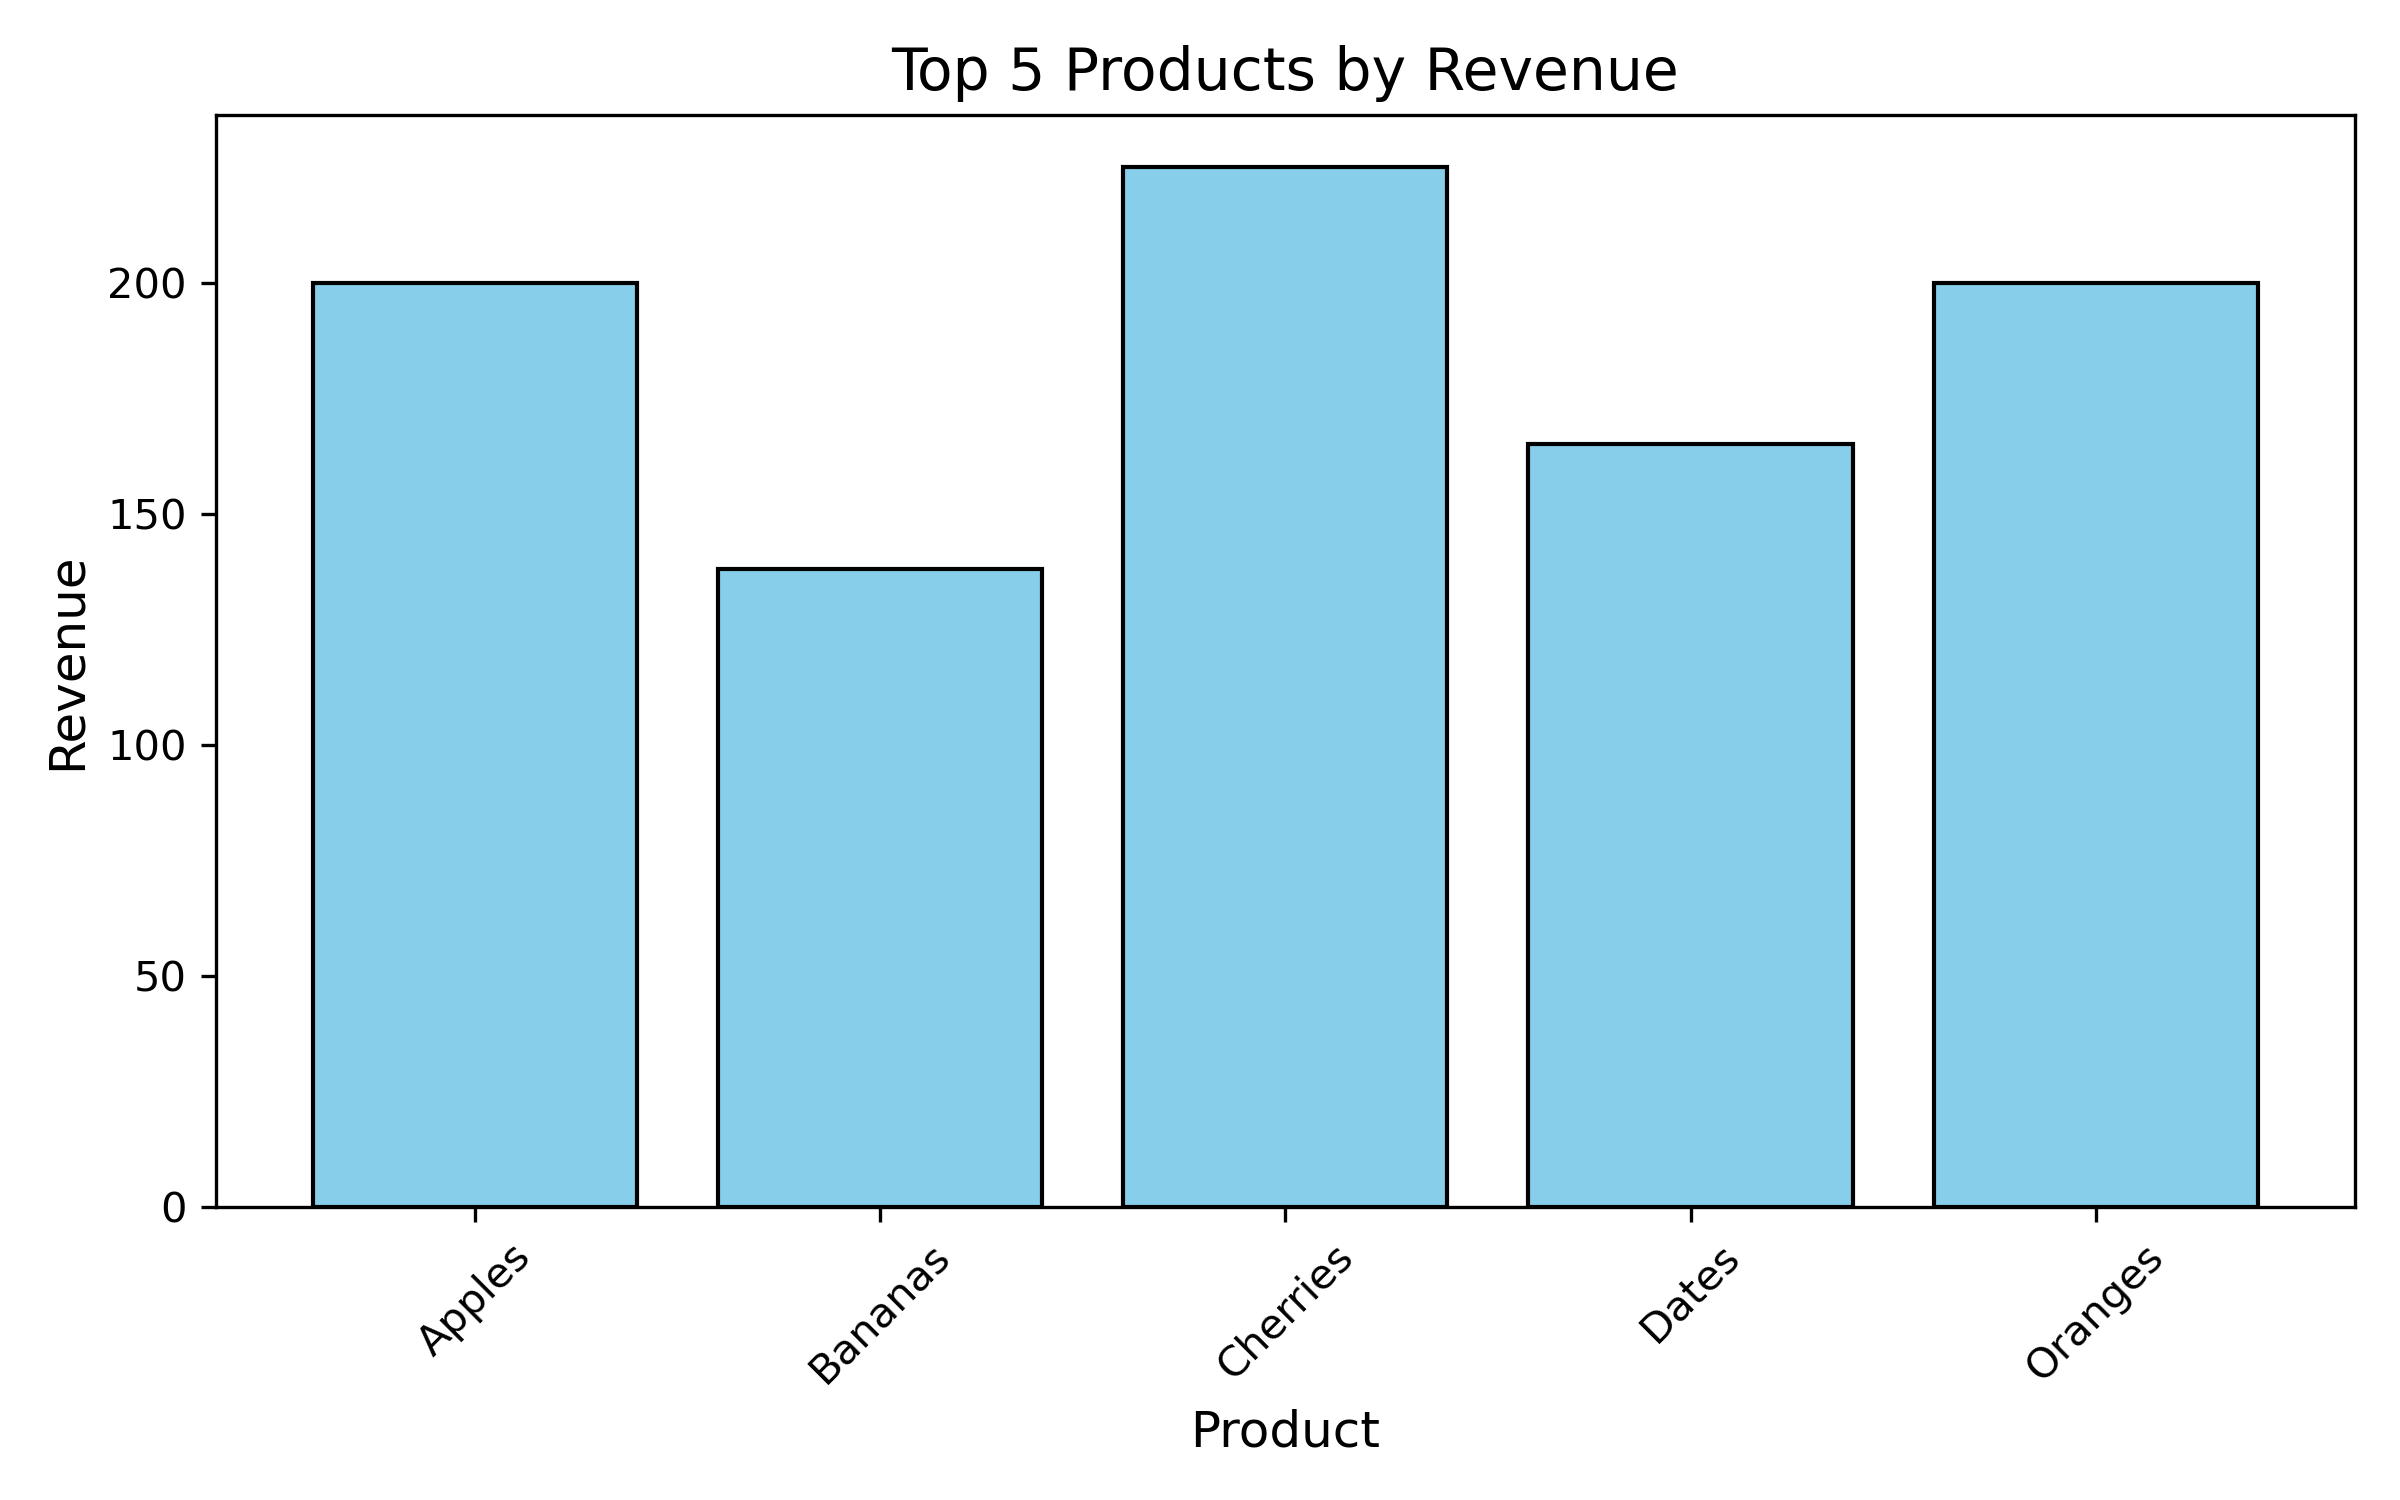 Top 5 Products by Revenue
Revenue
200
150
100
50
0
Apples
Bananas
Cherries
Dates
Oranges
Product